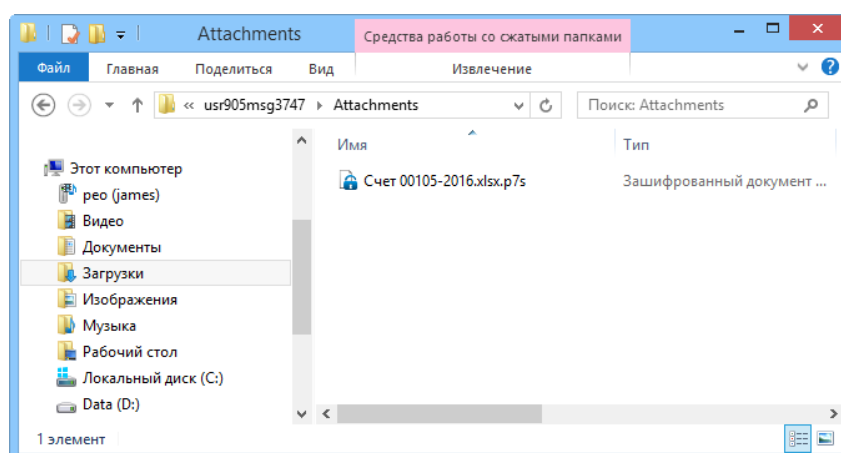 Attachments
Средства работы со сжатыми папками
Файл Главная Поделиться Вид Извлечение
« usr905msg3747 Attachments Поиск: Attachments
Имя Тип
Этот компьютер
Счет 00105-2016.xlsx.p7s Зашифрованный документ ...
peo (james)
Видео
Документы
Загрузки
Изображения
Музыка
Рабочий стол
Локальный диск (C:)
Data (D:)
1 элемент